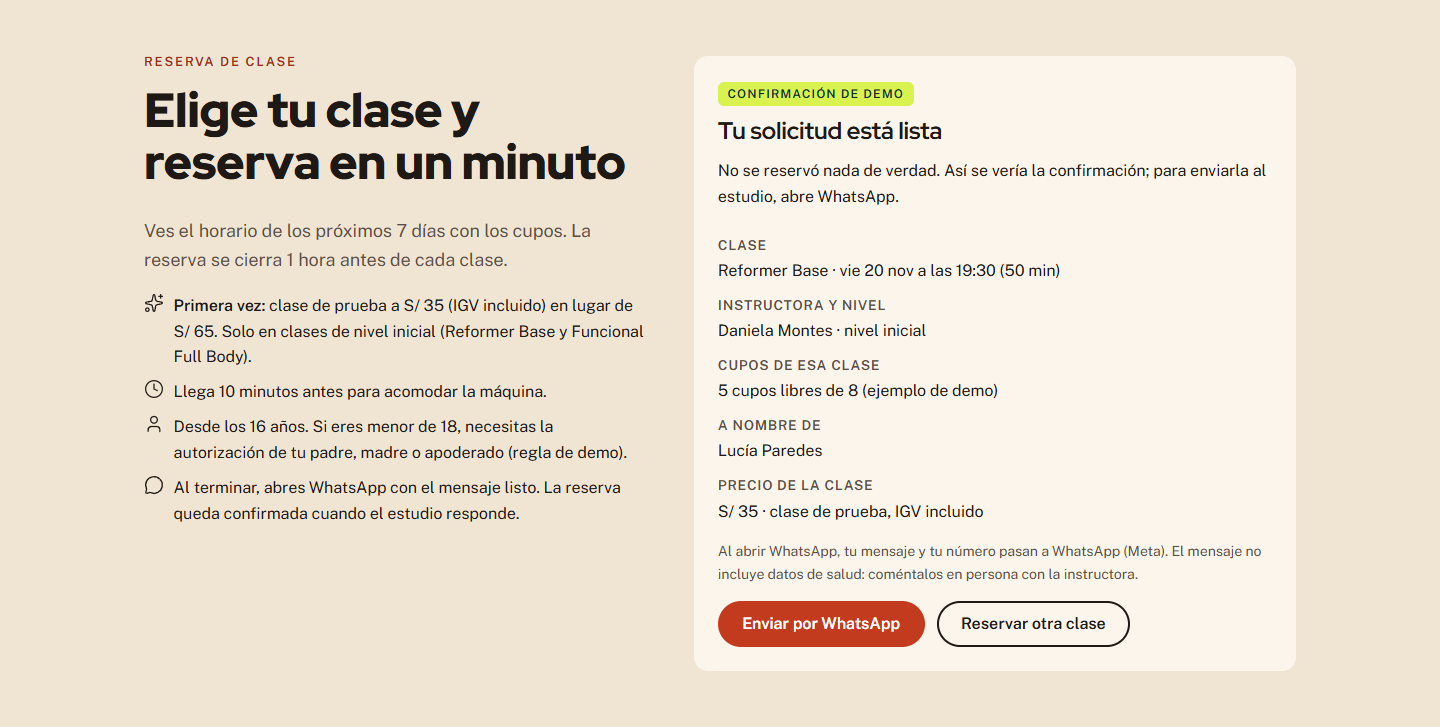 RESERVA DE CLASE
Elige tu clase y
reserva en un minuto
Ves el horario de los próximos 7 días con los cupos. La
reserva se cierra 1 hora antes de cada clase.
Primera vez: clase de prueba a S/ 35 (IGV incluido) en lugar de
S/ 65. Solo en clases de nivel inicial (Reformer Base y Funcional
Full Body).
Llega 10 minutos antes para acomodar la máquina.
Desde los 16 años. Si eres menor de 18, necesitas la
autorización de tu padre, madre o apoderado (regla de demo).
Al terminar, abres WhatsApp con el mensaje listo. La reserva
queda confirmada cuando el estudio responde.
CONFIRMACIÓN DE DEMO
Tu solicitud está lista
No se reservó nada de verdad. Así se vería la confirmación; para enviarla al
estudio, abre WhatsApp.
CLASE
Reformer Base · vie 20 nov a las 19:30 (50 min)
INSTRUCTORA Y NIVEL
Daniela Montes · nivel inicial
CUPOS DE ESA CLASE
5 cupos libres de 8 (ejemplo de demo)
A NOMBRE DE
Lucía Paredes
PRECIO DE LA CLASE
S/ 35 · clase de prueba, IGV incluido
Al abrir WhatsApp, tu mensaje y tu número pasan a WhatsApp (Meta). El mensaje no
incluye datos de salud: coméntalos en persona con la instructora.
Enviar por WhatsApp
Reservar otra clase